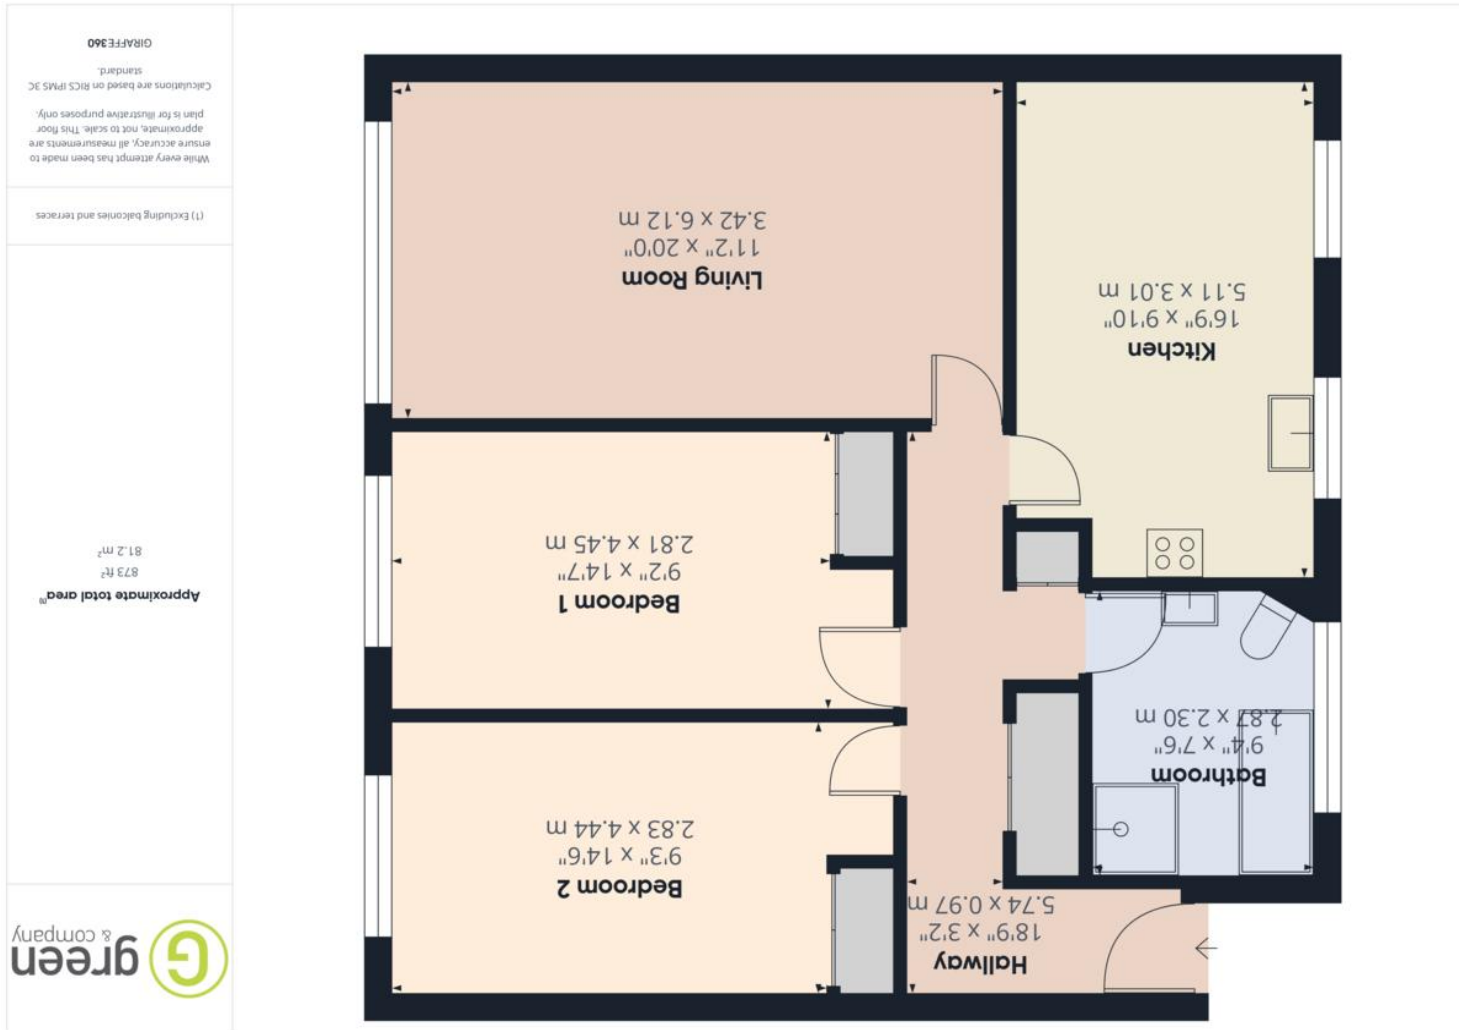 Hallway
18'9" x 3'2"
5.74 x 0.97 m
Bedroom 2
9'3" x 14'6"
2.83 x 4.44 m
Bathroom
9'4" x 7'6"
2.87 x 2.30 m
Bedroom 1
9'2" x 14'7"
2.81 x 4.45 m
Kitchen
16'9" x 9'10"
5.11 x 3.01 m
Living Room
11'2" x 20'0"
3.42 x 6.12 m
G green
& company
Approximate total area⁽¹⁾
873 ft²
81.2 m²
(1) Excluding balconies and terraces
While every attempt has been made to
ensure accuracy, all measurements are
approximate, not to scale. This floor
plan is for illustrative purposes only.
Calculations are based on RICS IPMS 3C
standard.
GIRAFFE360